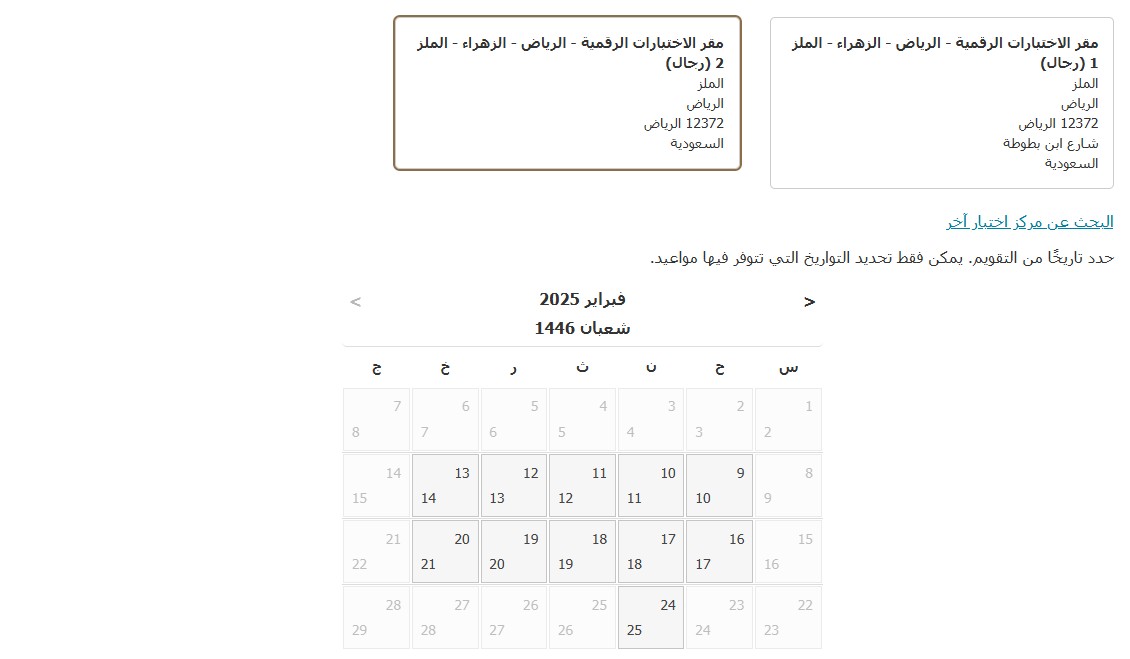 مقر الاختبارات الرقمية - الرياض - الزهراء - الملز
1 (رجال)
الملز
الرياض
12372 الرياض
شارع ابن بطوطة
السعودية
مقر الاختبارات الرقمية - الرياض - الزهراء - الملز
2 (رجال)
الملز
الرياض
12372 الرياض
السعودية
البحث عن مركز اختبار آخر
حدد تاريخًا من التقويم. يمكن فقط تحديد التواريخ التي تتوفر فيها مواعيد.
> فبراير 2025 <
شعبان 1446
س ح ن ث ر خ ج
1 2 3 4 5 6 7
2 3 4 5 6 7 8
8 9 10 11 12 13 14
9 10 11 12 13 14 15
15 16 17 18 19 20 21
16 17 18 19 20 21 22
22 23 24 25 26 27 28
23 24 25 26 27 28 29